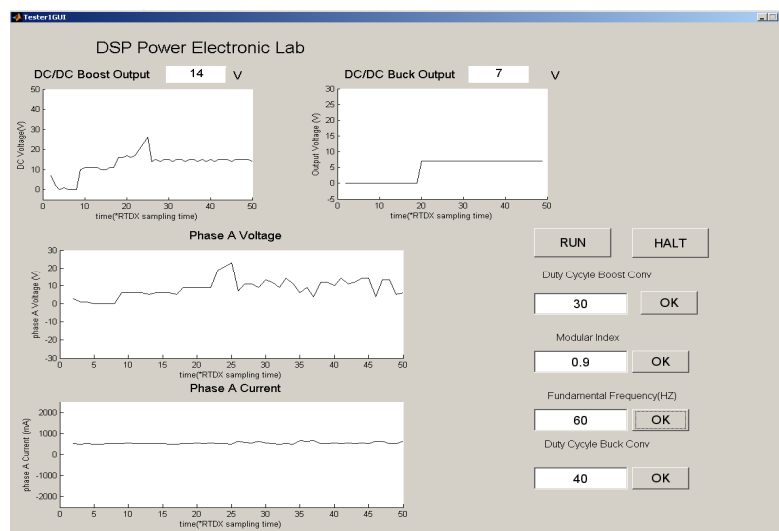 Tester1GUI
DSP Power Electronic Lab
DC/DC Boost Output 14 V
DC/DC Buck Output 7 V
50
40
30
20
10
0
DC Voltage(V)
0 10 20 30 40 50
time(*RTDX sampling time)
30
25
20
15
10
5
0
-5
Output Voltage (V)
0 10 20 30 40 50
time(*RTDX sampling time)
Phase A Voltage
30
20
10
0
-10
-20
-30
phase A Voltage (V)
0 5 10 15 20 25 30 35 40 45 50
time(*RTDX sampling time)
Phase A Current
2000
1000
0
-1000
-2000
phase A Current (mA)
0 5 10 15 20 25 30 35 40 45 50
time(*RTDX sampling time)
RUN HALT
Duty Cycyle Boost Conv
30 OK
Modular Index
0.9 OK
Fundamental Frequency(HZ)
60 OK
Duty Cycyle Buck Conv
40 OK